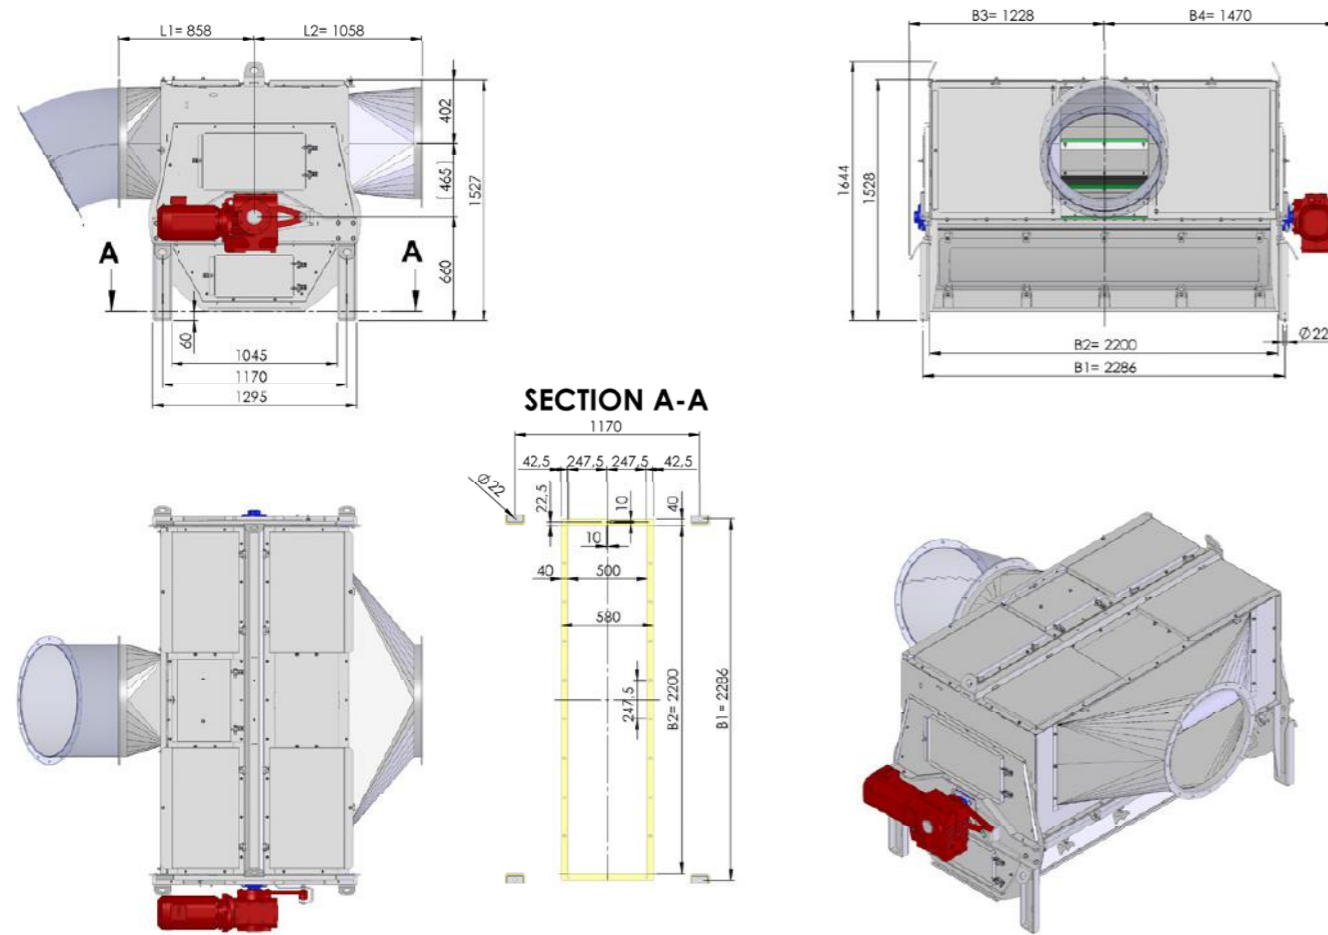 L1= 858
L2= 1058
402
[465]
1527
660
60
A
A
1045
1170
1295
B3= 1228
B4= 1470
1644
1528
Ø22
B2= 2200
B1= 2286
SECTION A-A
1170
42,5
247,5
247,5
42,5
Ø22
22,5
10
40
10
40
500
580
247,5
B2= 2200
B1= 2286